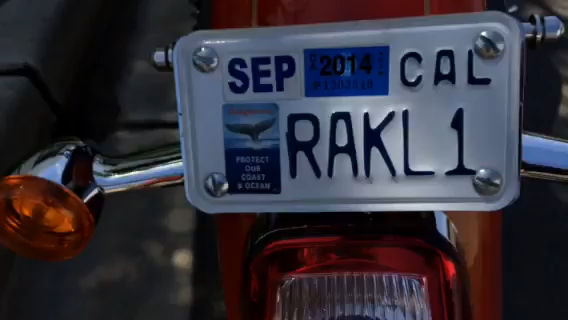 SEP 2014 CAL
RAKL1
PROTECT
OUR
COAST
& OCEAN